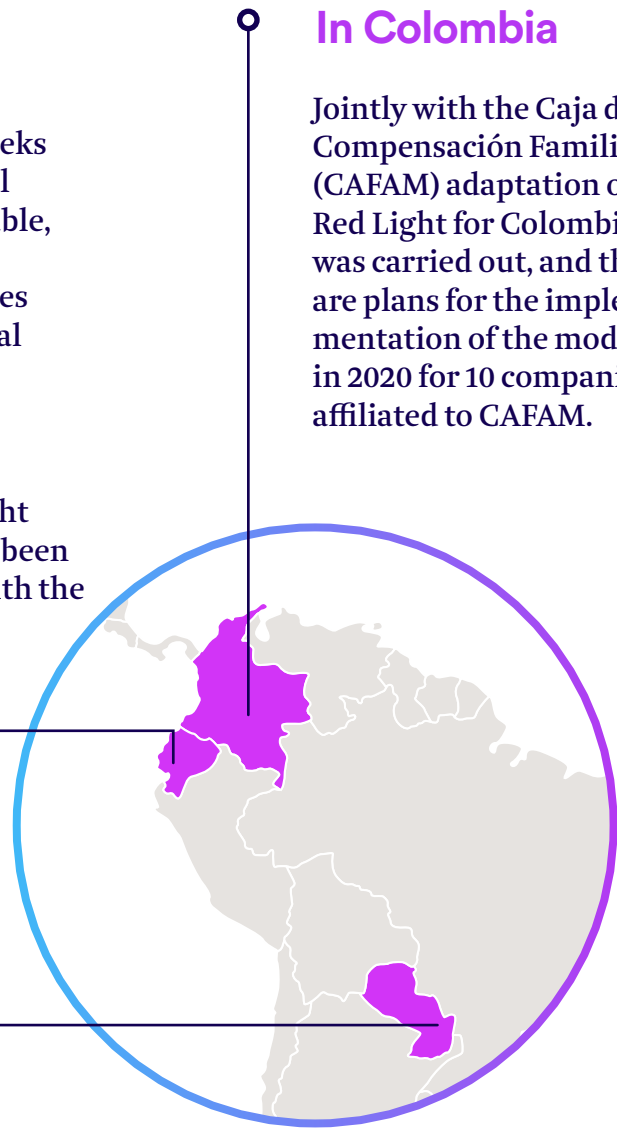 In Colombia
Jointly with the Caja d
Compensación Famili
(CAFAM) adaptation o
Red Light for Colombi
was carried out, and th
are plans for the imple
mentation of the mod
in 2020 for 10 compani
affiliated to CAFAM.
eks
l
ble,
es
al
ht
been
th the